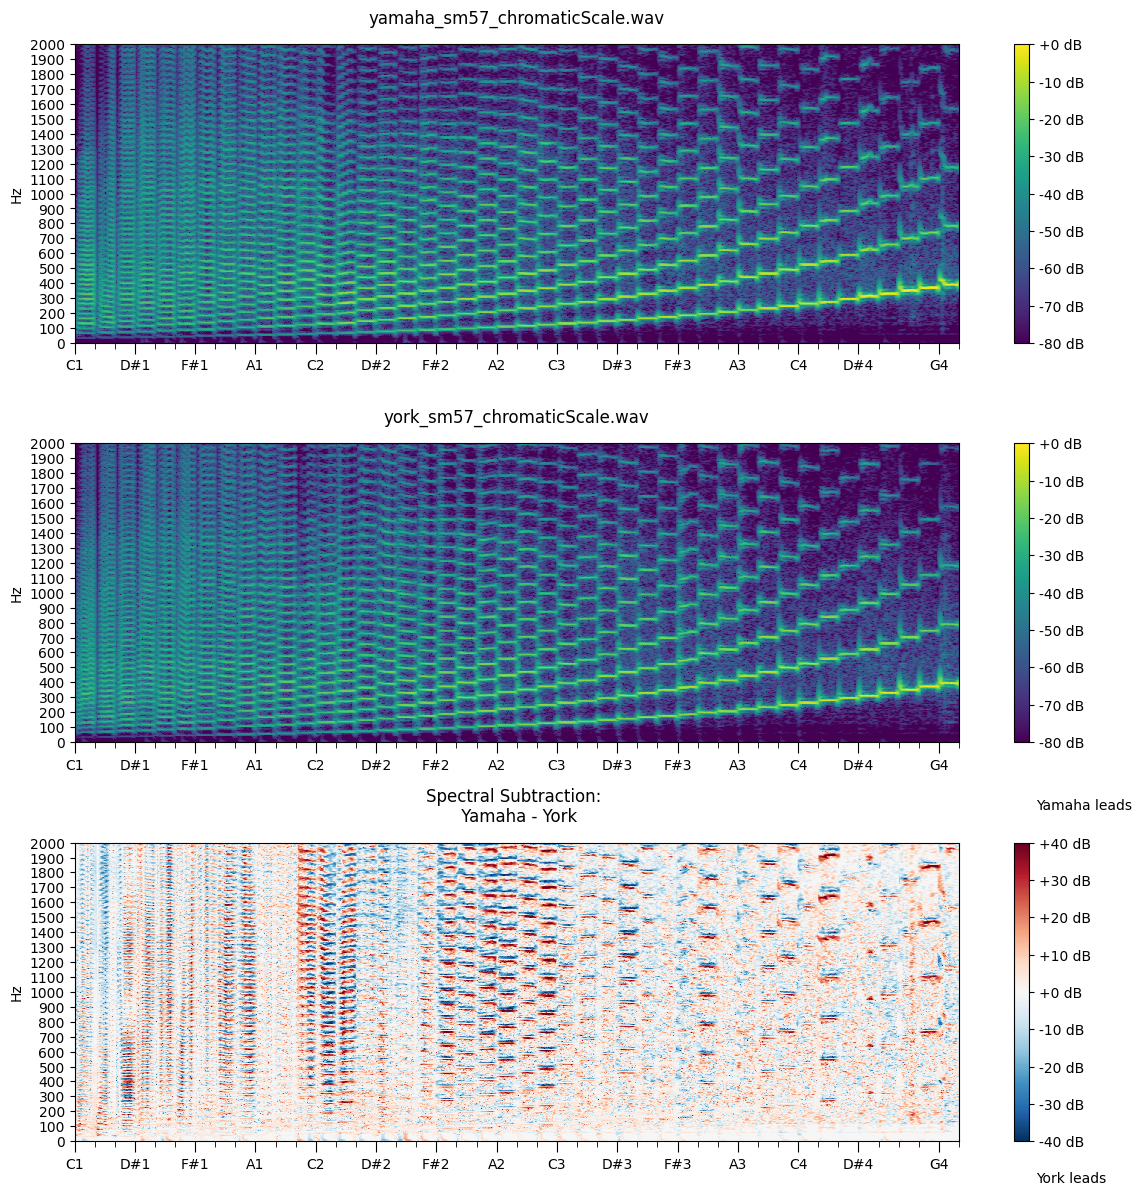 yamaha_sm57_chromaticScale.wav
2000
1900
1800
1700
1600
1500
1400
1300
1200
1100
1000
900
800
700
600
500
400
300
200
100
0
Hz
C1 D#1 F#1 A1 C2 D#2 F#2 A2 C3 D#3 F#3 A3 C4 D#4 G4
+0 dB
-10 dB
-20 dB
-30 dB
-40 dB
-50 dB
-60 dB
-70 dB
-80 dB
york_sm57_chromaticScale.wav
2000
1900
1800
1700
1600
1500
1400
1300
1200
1100
1000
900
800
700
600
500
400
300
200
100
0
Hz
C1 D#1 F#1 A1 C2 D#2 F#2 A2 C3 D#3 F#3 A3 C4 D#4 G4
+0 dB
-10 dB
-20 dB
-30 dB
-40 dB
-50 dB
-60 dB
-70 dB
-80 dB
Spectral Subtraction:
Yamaha - York
2000
1900
1800
1700
1600
1500
1400
1300
1200
1100
1000
900
800
700
600
500
400
300
200
100
0
Hz
C1 D#1 F#1 A1 C2 D#2 F#2 A2 C3 D#3 F#3 A3 C4 D#4 G4
Yamaha leads
+40 dB
+30 dB
+20 dB
+10 dB
+0 dB
-10 dB
-20 dB
-30 dB
-40 dB
York leads